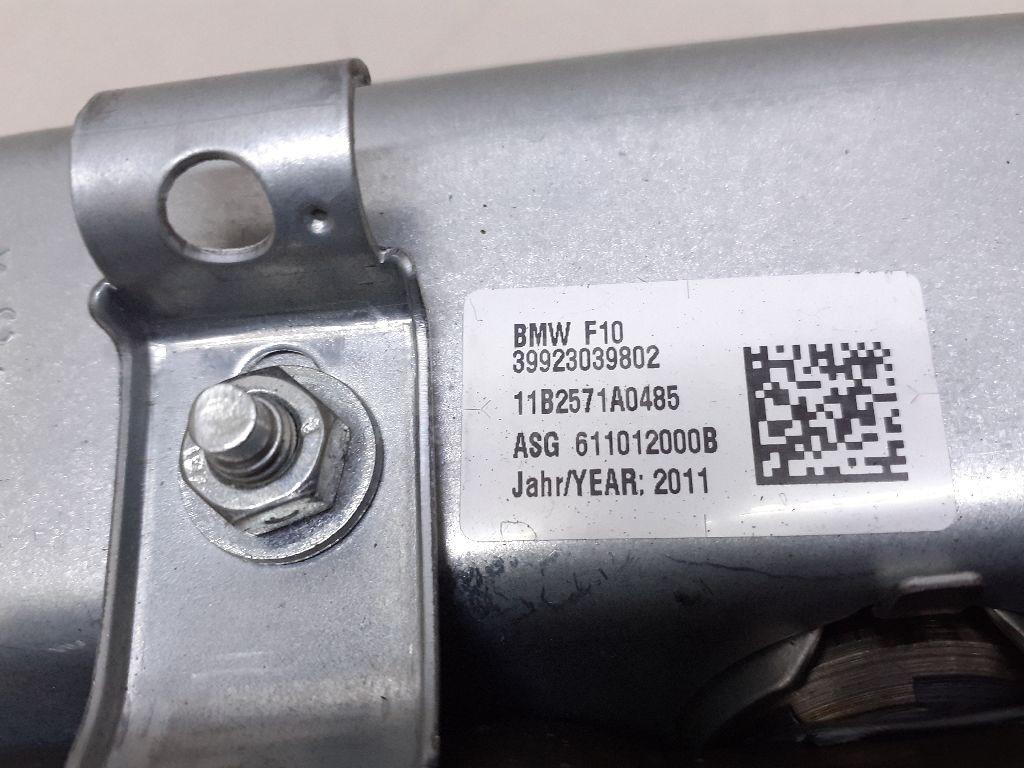 BMW F10
39923039802
11B2571A0485
ASG 611012000B
Jahr/YEAR: 2011